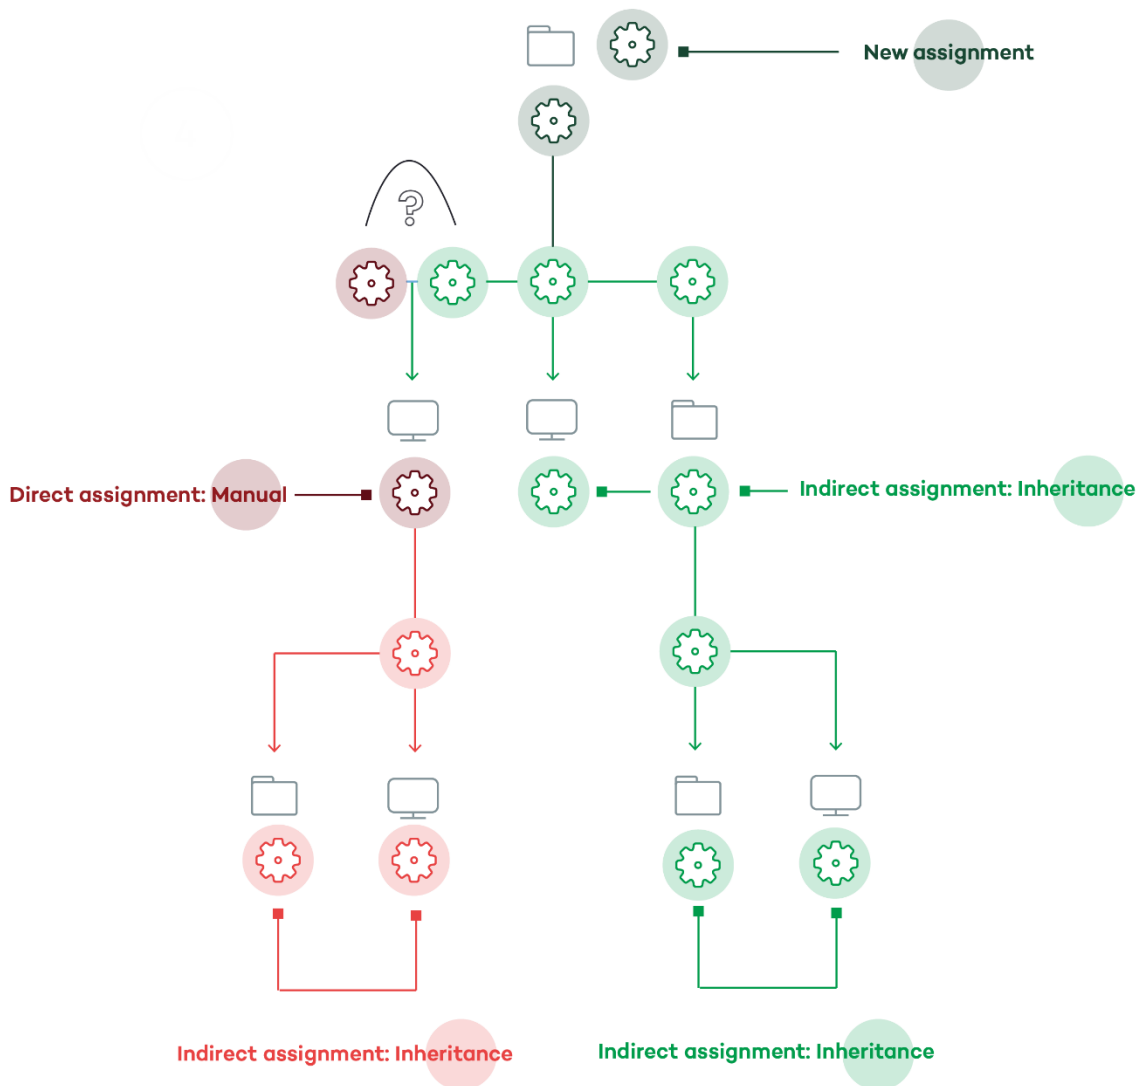 New assignment
?
Direct assignment: Manual
Indirect assignment: Inheritance
Indirect assignment: Inheritance
Indirect assignment: Inheritance